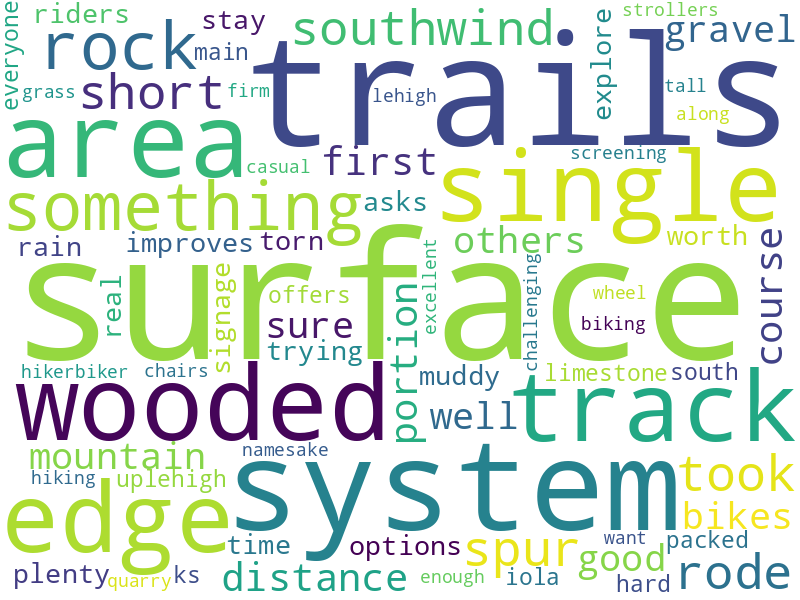 everyone riders stay southwind strollers
rock main explore gravel
grass short firm trails lehigh tall
area along
casual first screening single
something asks
rain improves torn others worth course
real signage offers surface excellent challenging wheel
sure biking
trying portion
hikerbiker chairs muddy limestone south
wooded well track
mountain namesake system took
hiking uplehigh
edge bikes
time options spur good want packed
plenty quarry ks distance enough iola hard rode